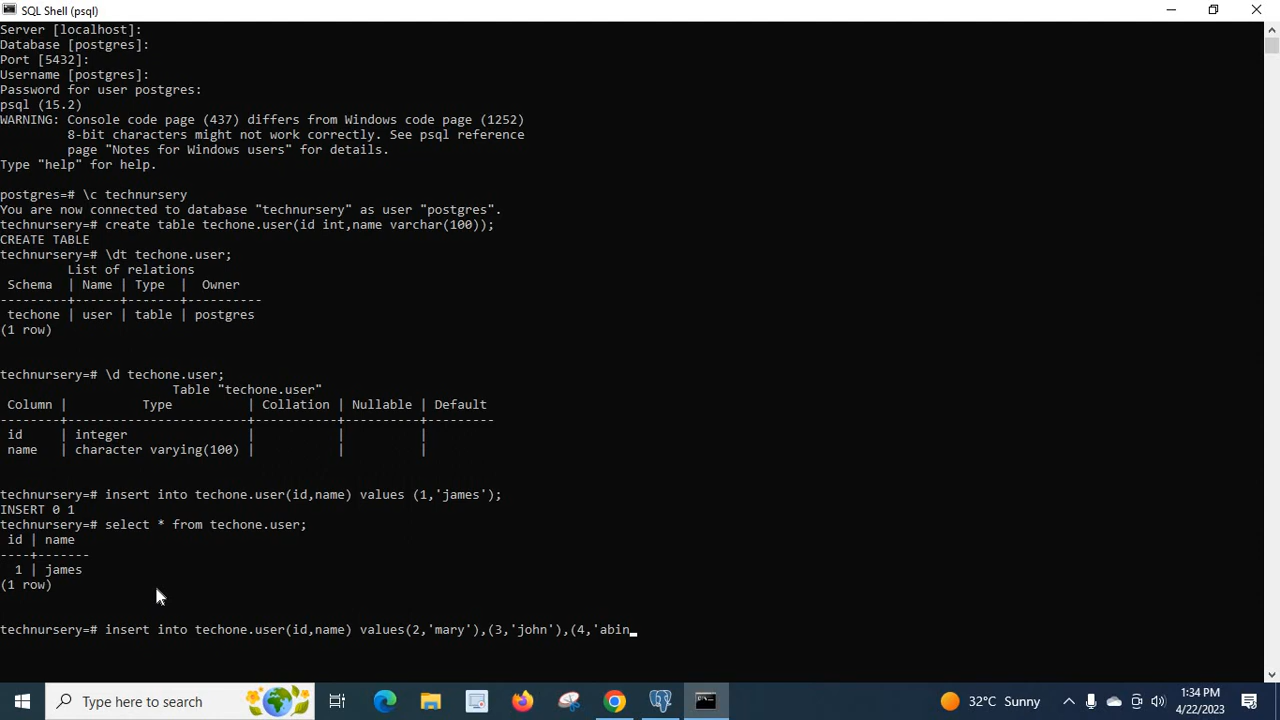 SQL Shell (psql)
Server [localhost]:
Database [postgres]:
Port [5432]:
Username [postgres]:
Password for user postgres:
psql (15.2)
WARNING: Console code page (437) differs from Windows code page (1252)
         8-bit characters might not work correctly. See psql reference
         page "Notes for Windows users" for details.
Type "help" for help.
postgres=# \c technursery
You are now connected to database "technursery" as user "postgres".
technursery=# create table techone.user(id int,name varchar(100));
CREATE TABLE
technursery=# \dt techone.user;
         List of relations
 Schema  | Name | Type  |  Owner
---------+------+-------+----------
 techone | user | table | postgres
(1 row)
technursery=# \d techone.user;
                       Table "techone.user"
 Column |          Type          | Collation | Nullable | Default
--------+------------------------+-----------+----------+---------
 id     | integer                |           |          |
 name   | character varying(100) |           |          |
technursery=# insert into techone.user(id,name) values (1,'james');
INSERT 0 1
technursery=# select * from techone.user;
 id | name
----+-------
  1 | james
(1 row)
technursery=# insert into techone.user(id,name) values(2,'mary'),(3,'john'),(4,'abin
Type here to search
32°C Sunny
1:34 PM
4/22/2023